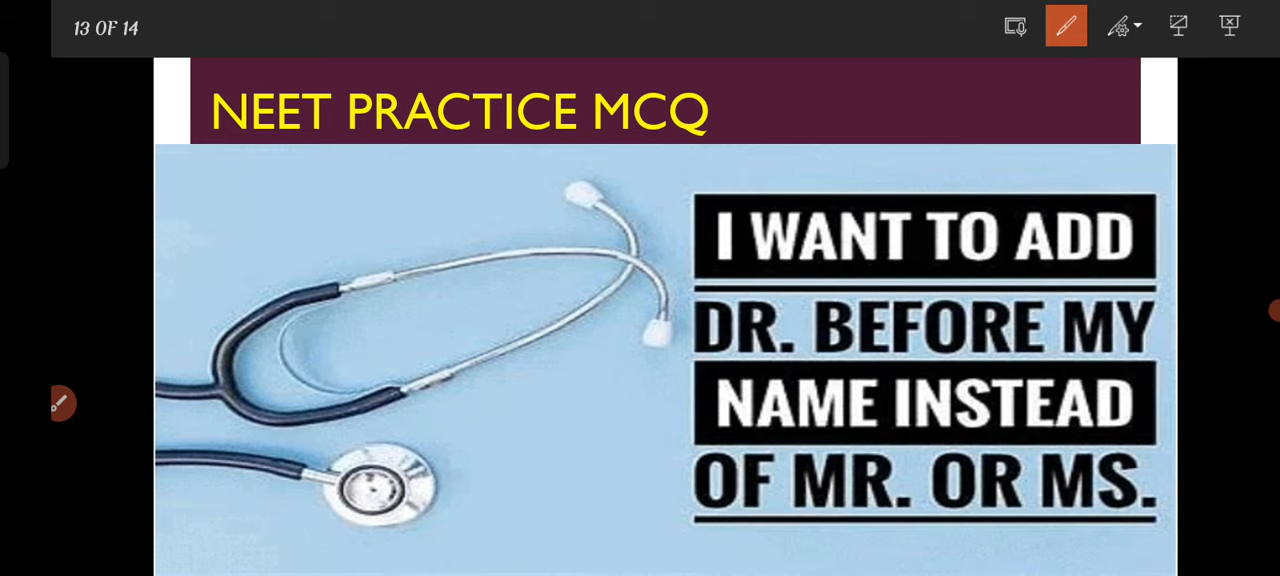 13 OF 14
NEET PRACTICE MCQ
I WANT TO ADD
DR. BEFORE MY
NAME INSTEAD
OF MR. OR MS.